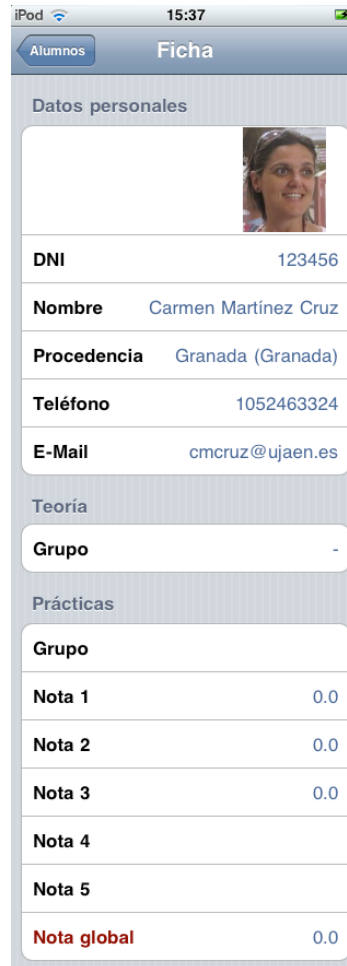 iPod 15:37
Alumnos Ficha
Datos personales
DNI 123456
Nombre Carmen Martínez Cruz
Procedencia Granada (Granada)
Teléfono 1052463324
E-Mail cmcruz@ujaen.es
Teoría
Grupo -
Prácticas
Grupo
Nota 1 0.0
Nota 2 0.0
Nota 3 0.0
Nota 4
Nota 5
Nota global 0.0